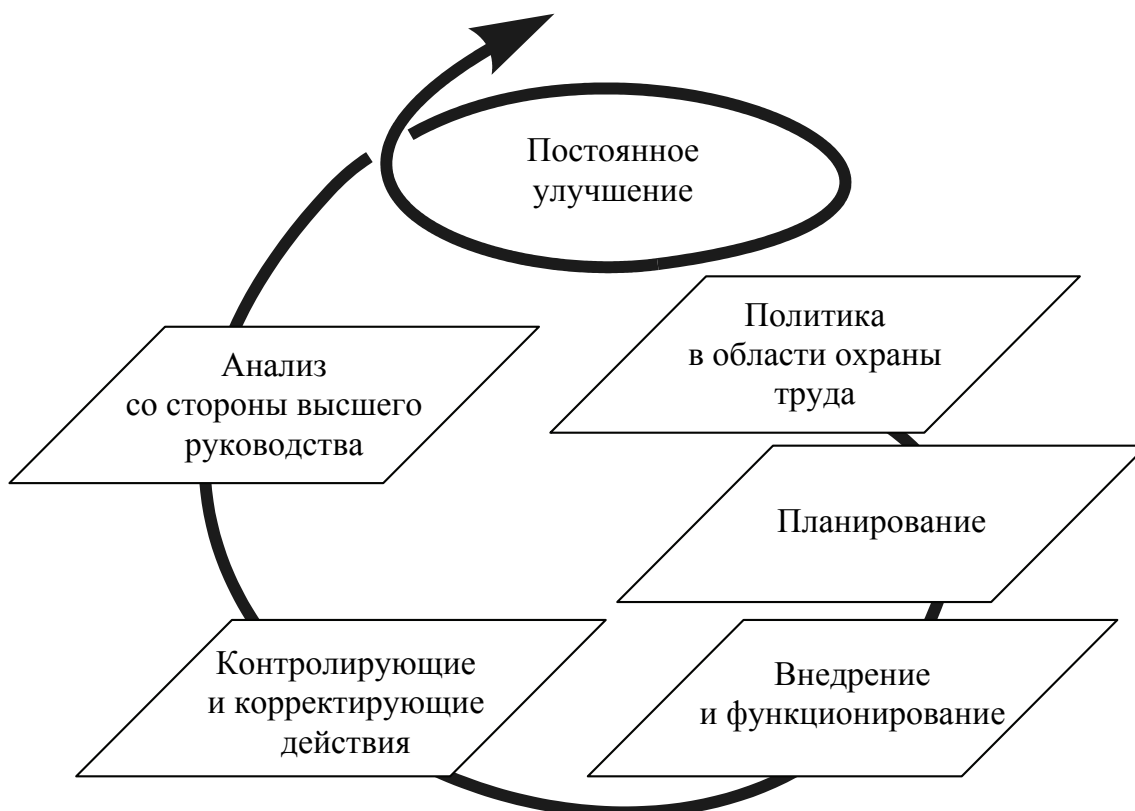 Постоянное
улучшение
Политика
в области охраны
труда
Анализ
со стороны высшего
руководства
Планирование
Контролирующие
и корректирующие
действия
Внедрение
и функционирование